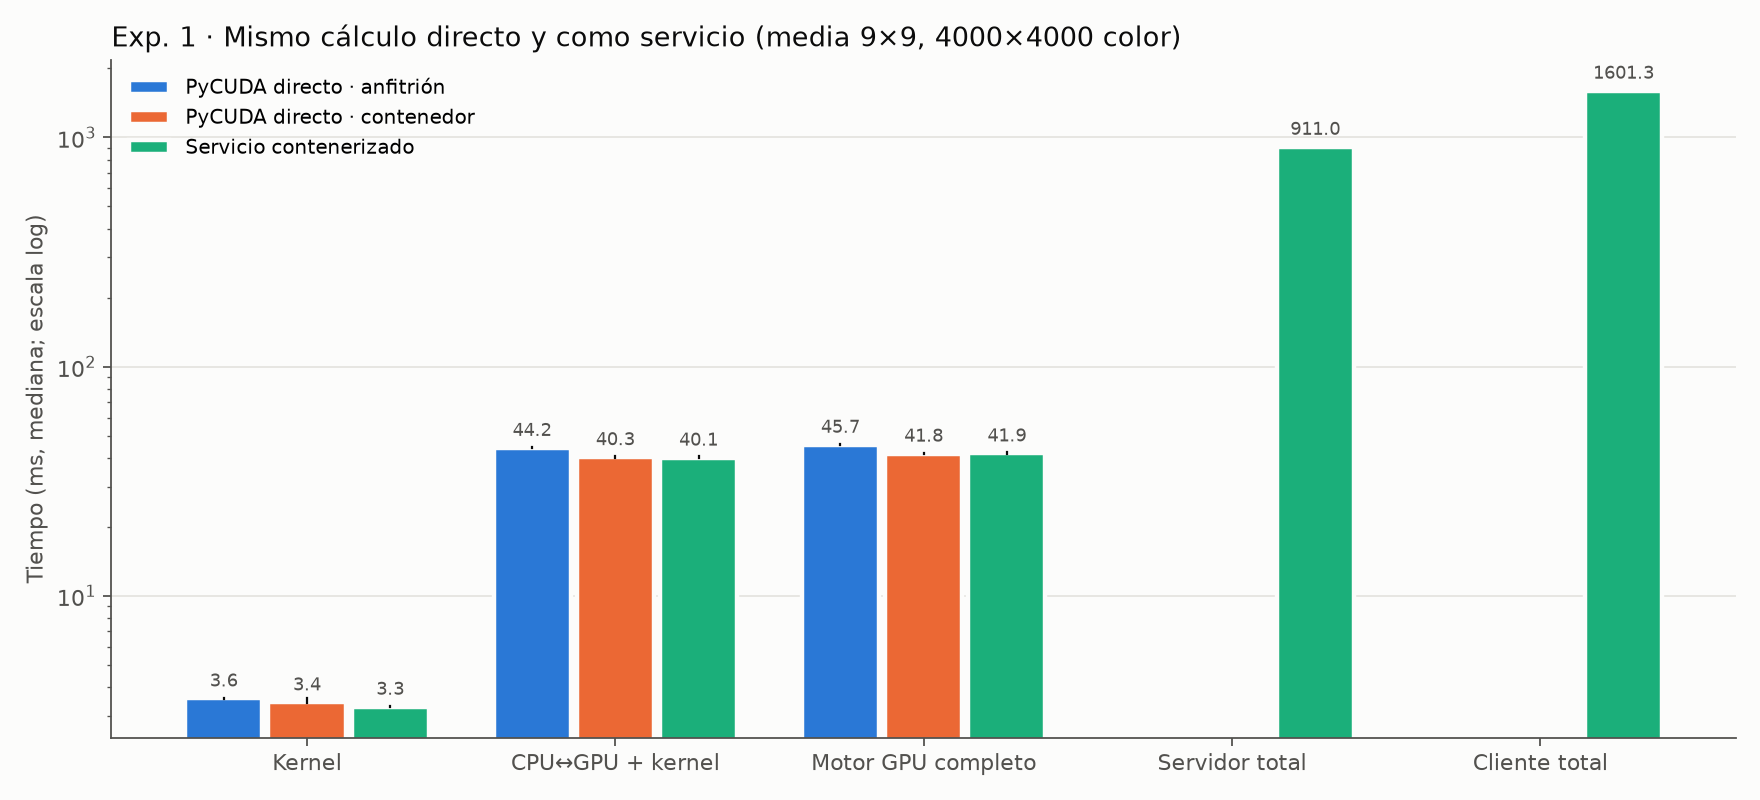 Exp. 1 · Mismo cálculo directo y como servicio (media 9×9, 4000×4000 color)
PyCUDA directo · anfitrión
PyCUDA directo · contenedor
Servicio contenerizado
Tiempo (ms, mediana; escala log)
10³
10²
10¹
3.6
3.4
3.3
44.2
40.3
40.1
45.7
41.8
41.9
911.0
1601.3
Kernel
CPU↔GPU + kernel
Motor GPU completo
Servidor total
Cliente total